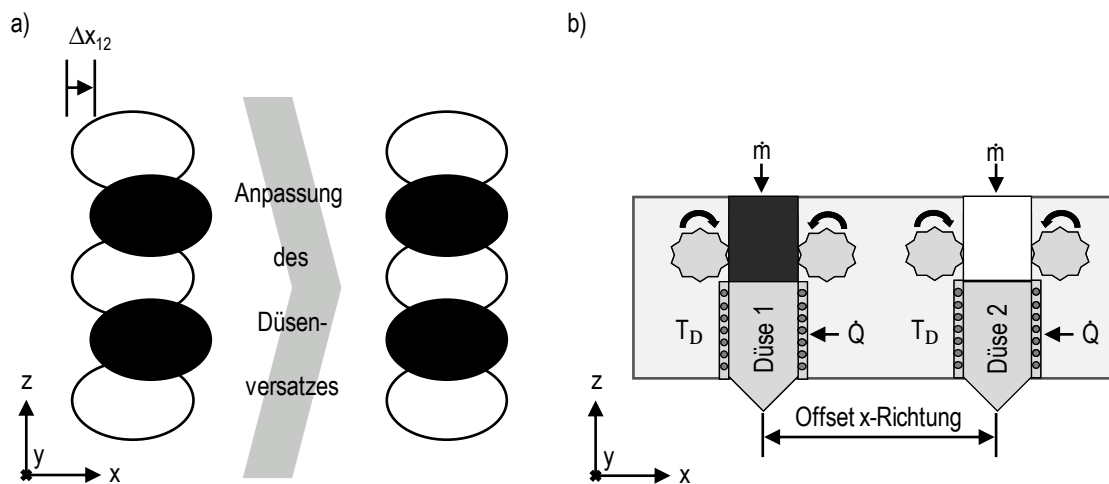 a)
Δx12
Anpassung
des
Düsen-
versatzes
z
y
x
b)
ṁ
ṁ
TD
Düse 1
TD
Düse 2
Q̇
Q̇
Offset x-Richtung
z
y
x